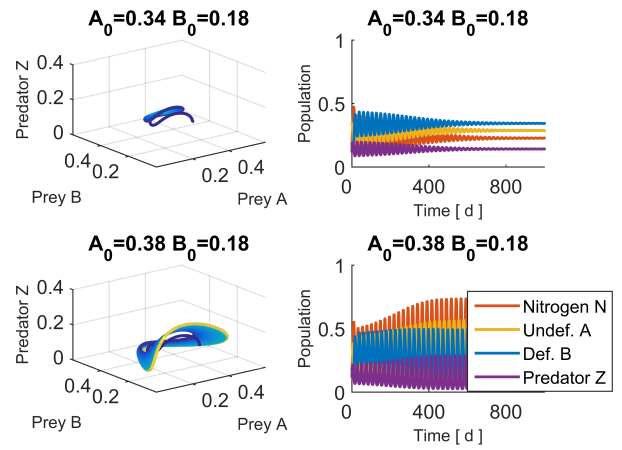 A₀=0.34 B₀=0.18
Predator Z
0.4
0.2
0
0.4
0.2
0.2
0.4
Prey B
Prey A
A₀=0.34 B₀=0.18
Population
1
0.5
0
0
400
800
Time [ d ]
A₀=0.38 B₀=0.18
Predator Z
0.4
0.2
0
0.4
0.2
0.2
0.4
Prey B
Prey A
A₀=0.38 B₀=0.18
Population
1
0.5
0
0
400
800
Time [ d ]
Nitrogen N
Undef. A
Def. B
Predator Z